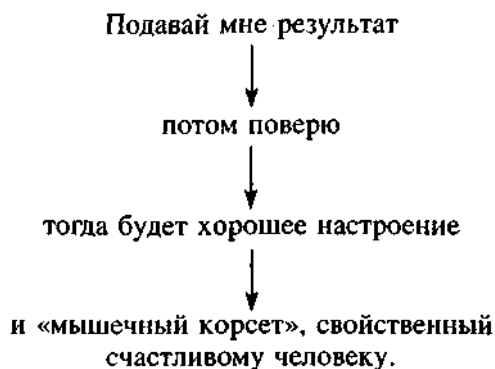 Подавай мне результат
потом поверю
тогда будет хорошее настроение
и «мышечный корсет», свойственный
счастливому человеку.